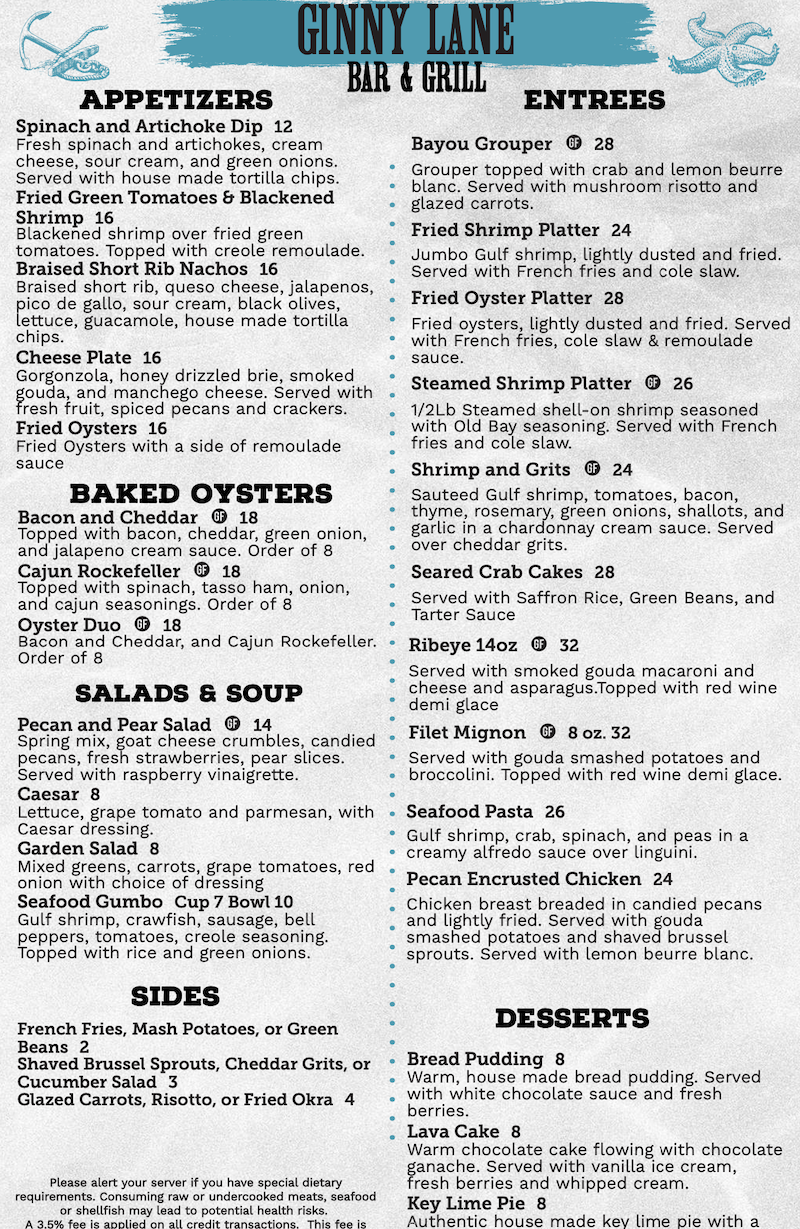 GINNY LANE
BAR & GRILL
APPETIZERS
Spinach and Artichoke Dip 12
Fresh spinach and artichokes, cream
cheese, sour cream, and green onions.
Served with house made tortilla chips.
Fried Green Tomatoes & Blackened
Shrimp 16
Blackened shrimp over fried green
tomatoes. Topped with creole remoulade.
Braised Short Rib Nachos 16
Braised short rib, queso cheese, jalapenos,
pico de gallo, sour cream, black olives,
lettuce, guacamole, house made tortilla
chips.
Cheese Plate 16
Gorgonzola, honey drizzled brie, smoked
gouda, and manchego cheese. Served with
fresh fruit, spiced pecans and crackers.
Fried Oysters 16
Fried Oysters with a side of remoulade
sauce
BAKED OYSTERS
Bacon and Cheddar GF 18
Topped with bacon, cheddar, green onion,
and jalapeno cream sauce. Order of 8
Cajun Rockefeller GF 18
Topped with spinach, tasso ham, onion,
and cajun seasonings. Order of 8
Oyster Duo GF 18
Bacon and Cheddar, and Cajun Rockefeller.
Order of 8
SALADS & SOUP
Pecan and Pear Salad GF 14
Spring mix, goat cheese crumbles, candied
pecans, fresh strawberries, pear slices.
Served with raspberry vinaigrette.
Caesar 8
Lettuce, grape tomato and parmesan, with
Caesar dressing.
Garden Salad 8
Mixed greens, carrots, grape tomatoes, red
onion with choice of dressing
Seafood Gumbo Cup 7 Bowl 10
Gulf shrimp, crawfish, sausage, bell
peppers, tomatoes, creole seasoning.
Topped with rice and green onions.
SIDES
French Fries, Mash Potatoes, or Green
Beans 2
Shaved Brussel Sprouts, Cheddar Grits, or
Cucumber Salad 3
Glazed Carrots, Risotto, or Fried Okra 4
Please alert your server if you have special dietary
requirements. Consuming raw or undercooked meats, seafood
or shellfish may lead to potential health risks.
A 3.5% fee is applied on all credit transactions. This fee is
ENTREES
Bayou Grouper GF 28
Grouper topped with crab and lemon beurre
blanc. Served with mushroom risotto and
glazed carrots.
Fried Shrimp Platter 24
Jumbo Gulf shrimp, lightly dusted and fried.
Served with French fries and cole slaw.
Fried Oyster Platter 28
Fried oysters, lightly dusted and fried. Served
with French fries, cole slaw & remoulade
sauce.
Steamed Shrimp Platter GF 26
1/2Lb Steamed shell-on shrimp seasoned
with Old Bay seasoning. Served with French
fries and cole slaw.
Shrimp and Grits GF 24
Sauteed Gulf shrimp, tomatoes, bacon,
thyme, rosemary, green onions, shallots, and
garlic in a chardonnay cream sauce. Served
over cheddar grits.
Seared Crab Cakes 28
Served with Saffron Rice, Green Beans, and
Tarter Sauce
Ribeye 14oz GF 32
Served with smoked gouda macaroni and
cheese and asparagus.Topped with red wine
demi glace
Filet Mignon GF 8 oz. 32
Served with gouda smashed potatoes and
broccolini. Topped with red wine demi glace.
Seafood Pasta 26
Gulf shrimp, crab, spinach, and peas in a
creamy alfredo sauce over linguini.
Pecan Encrusted Chicken 24
Chicken breast breaded in candied pecans
and lightly fried. Served with gouda
smashed potatoes and shaved brussel
sprouts. Served with lemon beurre blanc.
DESSERTS
Bread Pudding 8
Warm, house made bread pudding. Served
with white chocolate sauce and fresh
berries.
Lava Cake 8
Warm chocolate cake flowing with chocolate
ganache. Served with vanilla ice cream,
fresh berries and whipped cream.
Key Lime Pie 8
Authentic house made key lime pie with a